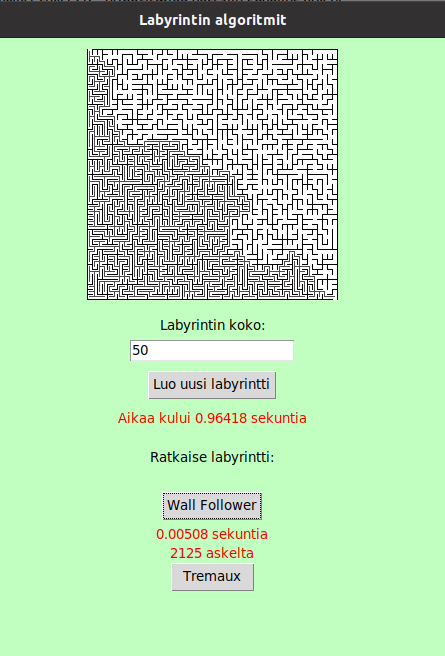 Labyrintin algoritmit
Labyrintin koko:
50
Luo uusi labyrintti
Aikaa kului 0.96418 sekuntia
Ratkaise labyrintti:
Wall Follower
0.00508 sekuntia
2125 askelta
Tremaux